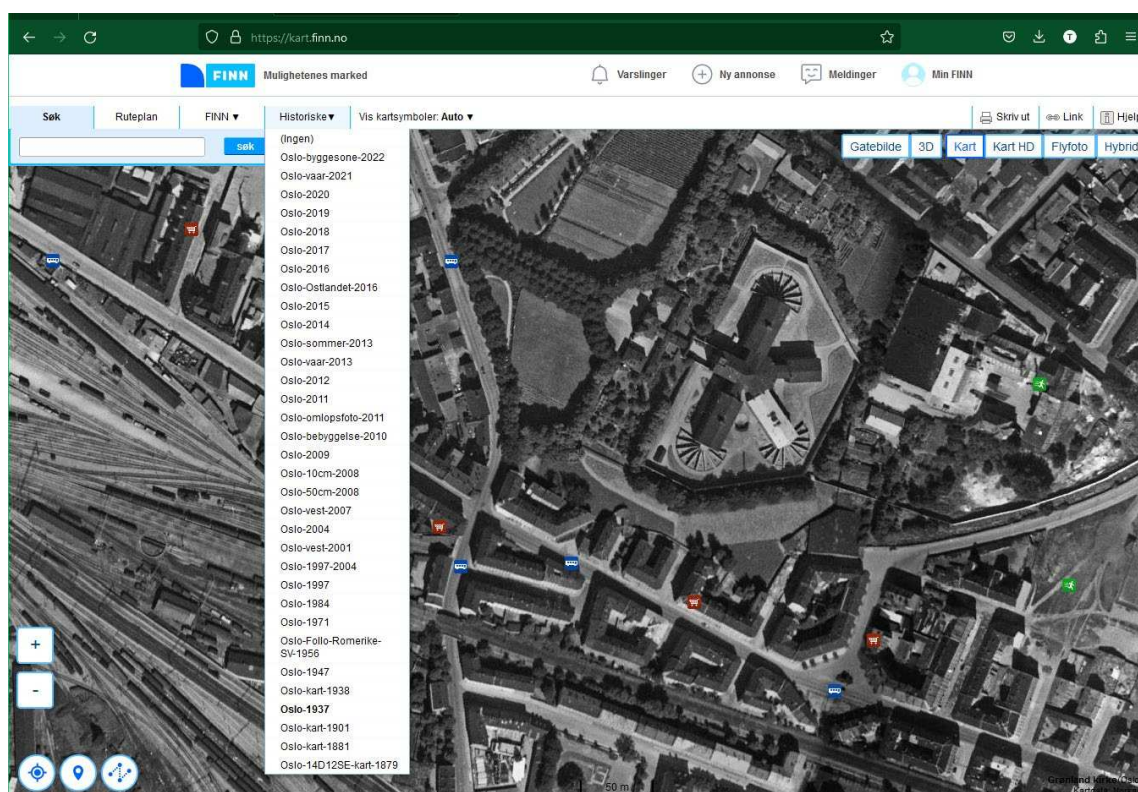 https://kart.finn.no
FINN Mulighetenes marked
Varslinger
Ny annonse
Meldinger
Min FINN
Søk
Ruteplan
FINN ▼
Historiske▼
Vis kartsymboler: Auto ▼
Skriv ut
Link
Hjelp
søk
Gatebilde
3D
Kart
Kart HD
Flyfoto
Hybrid
(Ingen)
Oslo-byggesone-2022
Oslo-vaar-2021
Oslo-2020
Oslo-2019
Oslo-2018
Oslo-2017
Oslo-2016
Oslo-Ostlandet-2016
Oslo-2015
Oslo-2014
Oslo-sommer-2013
Oslo-vaar-2013
Oslo-2012
Oslo-2011
Oslo-omlopsfoto-2011
Oslo-bebyggelse-2010
Oslo-2009
Oslo-10cm-2008
Oslo-50cm-2008
Oslo-vest-2007
Oslo-2004
Oslo-vest-2001
Oslo-1997-2004
Oslo-1997
Oslo-1984
Oslo-1971
Oslo-Follo-Romerike-
SV-1956
Oslo-1947
Oslo-kart-1938
Oslo-1937
Oslo-kart-1901
Oslo-kart-1881
Oslo-14D12SE-kart-1879
+
-
50 m
Grønland kirke/Oslo